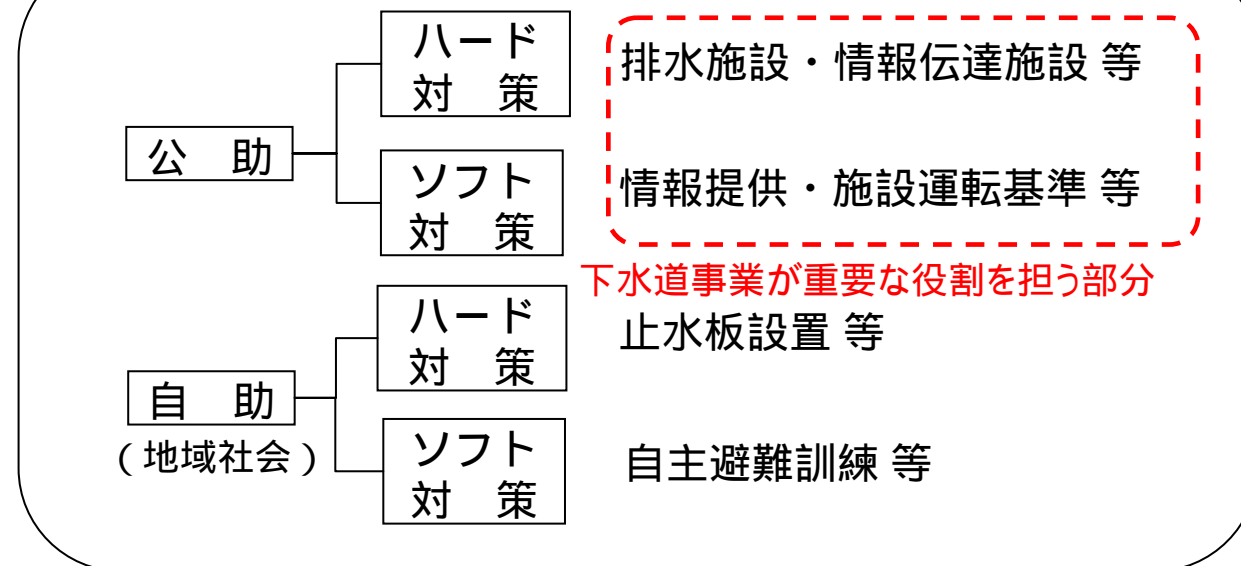 ハード
対　策
排水施設・情報伝達施設 等
公　助
ソフト
対　策
情報提供・施設運転基準 等
下水道事業が重要な役割を担う部分
ハード
対　策
止水板設置 等
自　助
（地域社会）
ソフト
対　策
自主避難訓練 等